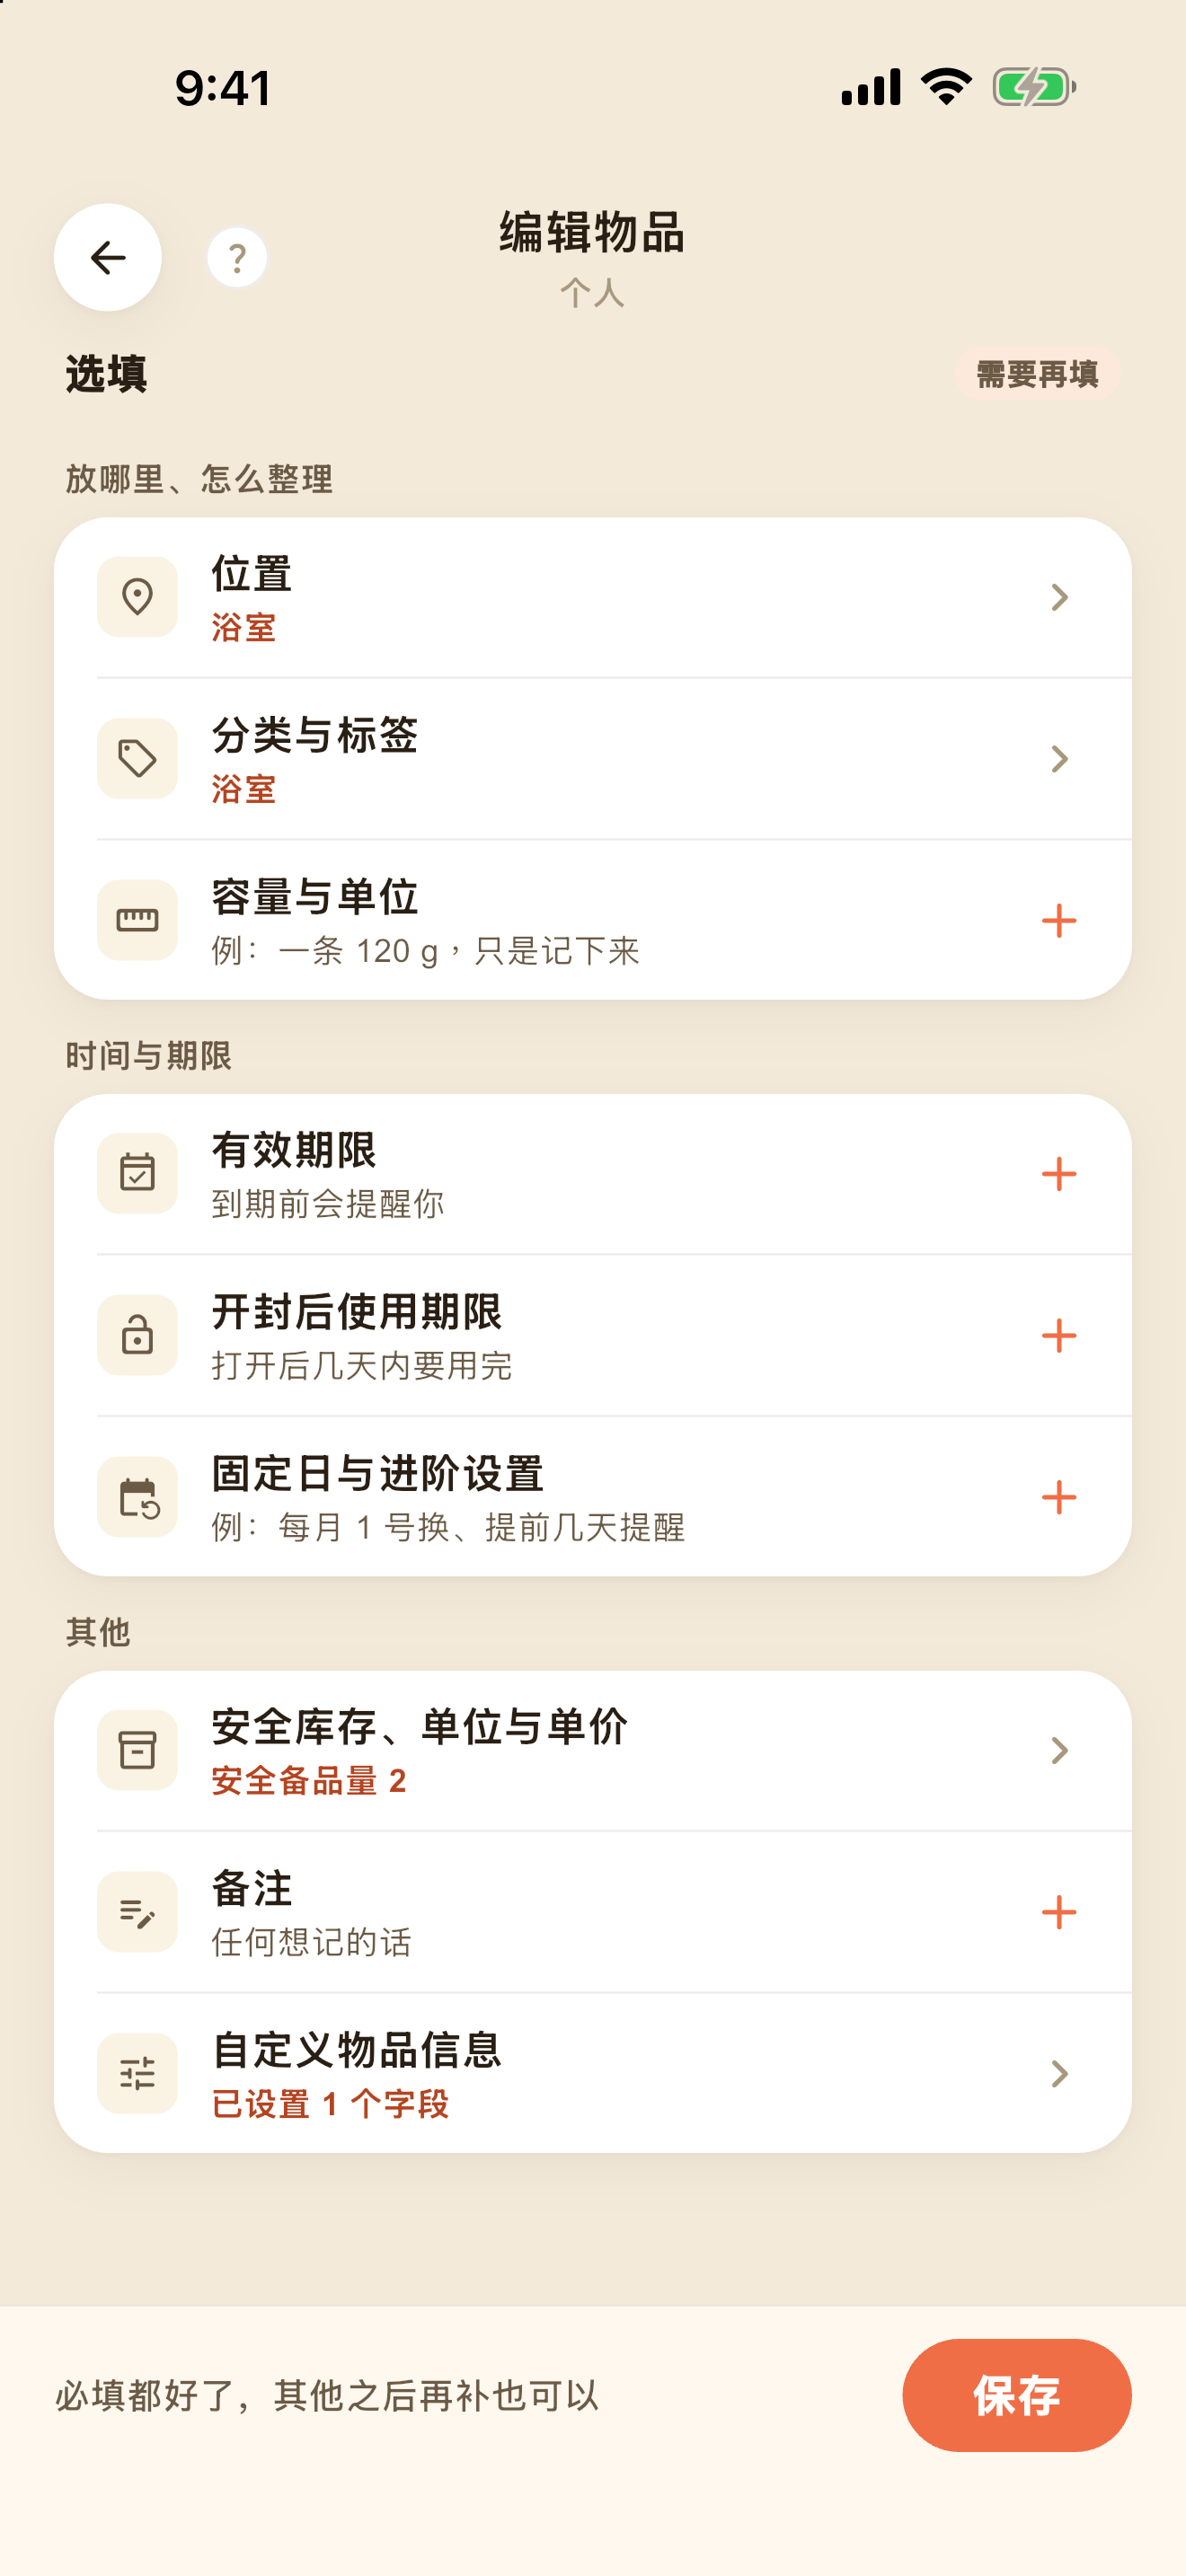 9:41
?
编辑物品
个人
选填
需要再填
放哪里、怎么整理
位置
浴室
分类与标签
浴室
容量与单位
例：一条 120 g，只是记下来
时间与期限
有效期限
到期前会提醒你
开封后使用期限
打开后几天内要用完
固定日与进阶设置
例：每月 1 号换、提前几天提醒
其他
安全库存、单位与单价
安全备品量 2
备注
任何想记的话
自定义物品信息
已设置 1 个字段
必填都好了，其他之后再补也可以
保存